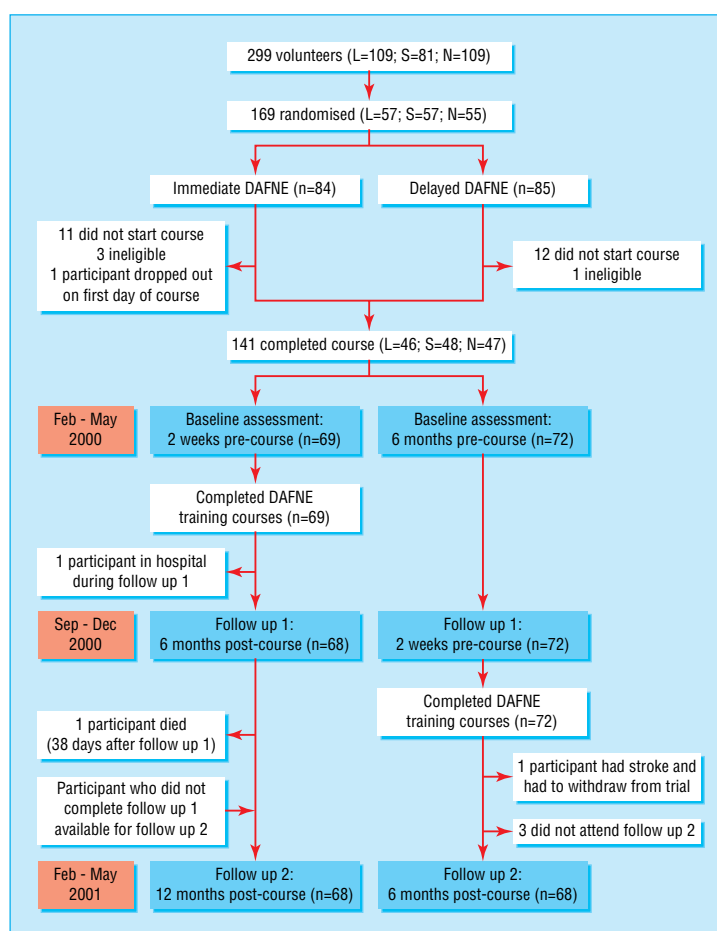 299 volunteers (L=109; S=81; N=109)
169 randomised (L=57; S=57; N=55)
Immediate DAFNE (n=84)
Delayed DAFNE (n=85)
11 did not start course
3 ineligible
1 participant dropped out
on first day of course
12 did not start course
1 ineligible
141 completed course (L=46; S=48; N=47)
Feb - May
2000
Baseline assessment:
2 weeks pre-course (n=69)
Baseline assessment:
6 months pre-course (n=72)
Completed DAFNE
training courses (n=69)
1 participant in hospital
during follow up 1
Sep - Dec
2000
Follow up 1:
6 months post-course (n=68)
Follow up 1:
2 weeks pre-course (n=72)
Completed DAFNE
training courses (n=72)
1 participant died
(38 days after follow up 1)
1 participant had stroke and
had to withdraw from trial
Participant who did not
complete follow up 1
available for follow up 2
3 did not attend follow up 2
Feb - May
2001
Follow up 2:
12 months post-course (n=68)
Follow up 2:
6 months post-course (n=68)